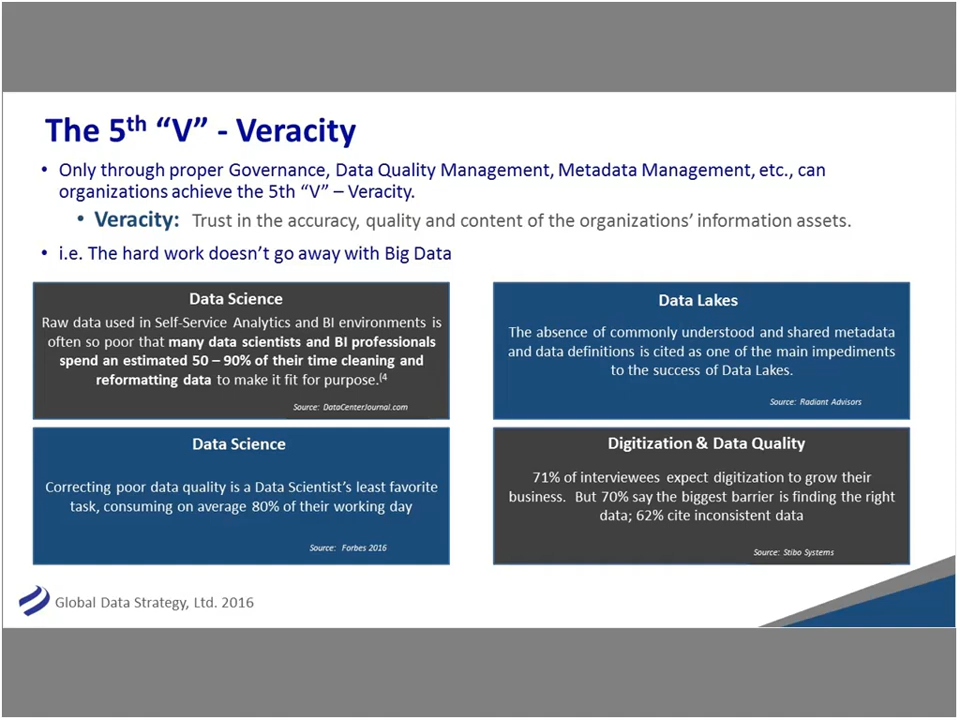 The 5th “V” - Veracity
• Only through proper Governance, Data Quality Management, Metadata Management, etc., can
organizations achieve the 5th “V” – Veracity.
• Veracity: Trust in the accuracy, quality and content of the organizations’ information assets.
• i.e. The hard work doesn’t go away with Big Data
Data Science
Raw data used in Self-Service Analytics and BI environments is
often so poor that many data scientists and BI professionals
spend an estimated 50 – 90% of their time cleaning and
reformatting data to make it fit for purpose.(4
Source: DataCenterJournal.com
Data Lakes
The absence of commonly understood and shared metadata
and data definitions is cited as one of the main impediments
to the success of Data Lakes.
Source: Radiant Advisors
Data Science
Correcting poor data quality is a Data Scientist’s least favorite
task, consuming on average 80% of their working day
Source: Forbes 2016
Digitization & Data Quality
71% of interviewees expect digitization to grow their
business. But 70% say the biggest barrier is finding the right
data; 62% cite inconsistent data
Source: Stibo Systems
Global Data Strategy, Ltd. 2016